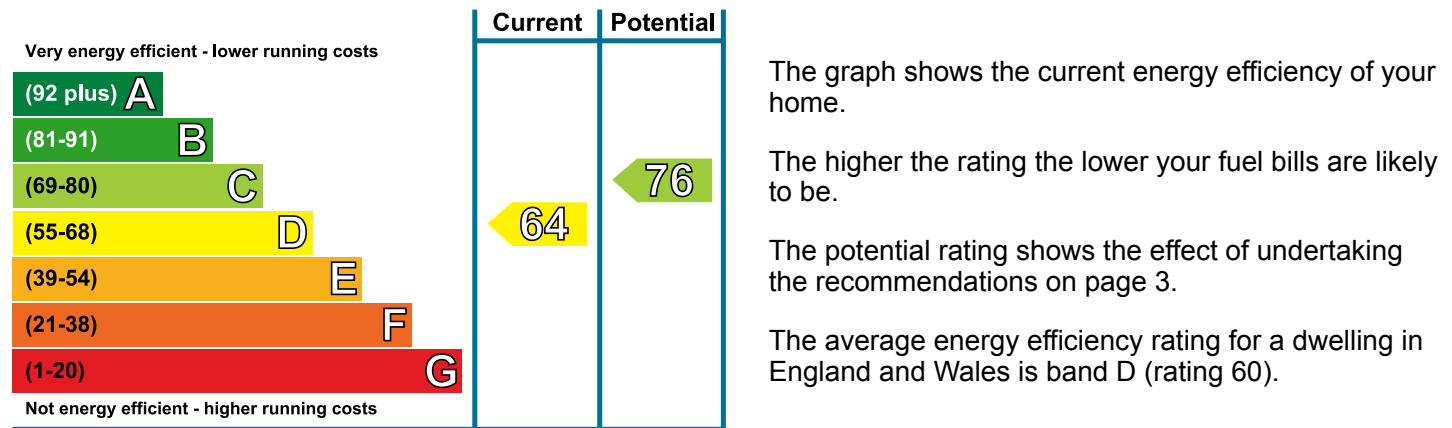 Current Potential
Very energy efficient - lower running costs
(92 plus) A
(81-91) B
(69-80) C
(55-68) D
(39-54) E
(21-38) F
(1-20) G
Not energy efficient - higher running costs
64
76
The graph shows the current energy efficiency of your
home.
The higher the rating the lower your fuel bills are likely
to be.
The potential rating shows the effect of undertaking
the recommendations on page 3.
The average energy efficiency rating for a dwelling in
England and Wales is band D (rating 60).